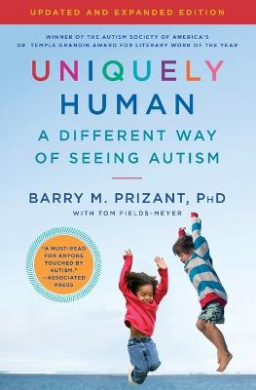 UPDATED AND EXPANDED EDITION
WINNER OF THE AUTISM SOCIETY OF AMERICA'S
DR. TEMPLE GRANDIN AWARD FOR LITERARY WORK OF THE YEAR
UNIQUELY
HUMAN
A DIFFERENT WAY
OF SEEING AUTISM
BARRY M. PRIZANT, PHD
WITH TOM FIELDS-MEYER
"A MUST-READ
FOR ANYONE
TOUCHED BY
AUTISM."
—ASSOCIATED
PRESS